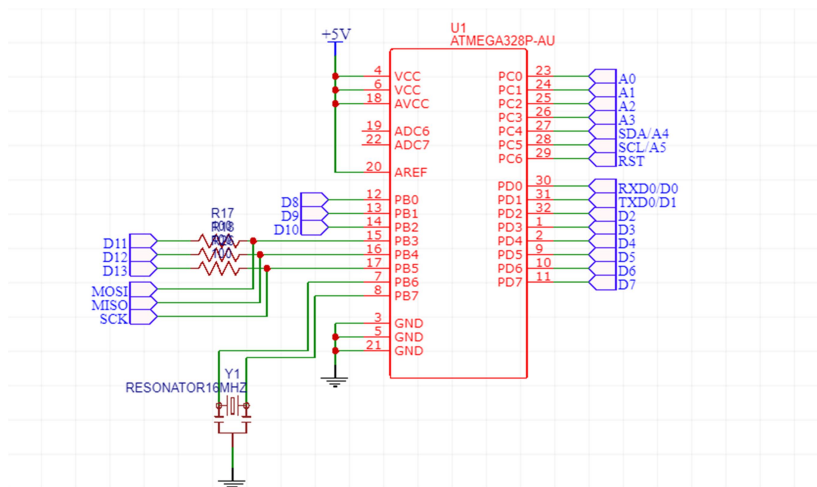 U1
ATMEGA328P-AU
+5V
4 VCC
6 VCC
18 AVCC
19 ADC6
22 ADC7
20 AREF
D8 12 PB0
D9 13 PB1
D10 14 PB2
R17
D11 15 PB3
D12 16 PB4
100
D13 17 PB5
MOSI 7 PB6
MISO 8 PB7
SCK
3 GND
5 GND
21 GND
PC0 23 A0
PC1 24 A1
PC2 25 A2
PC3 26 A3
PC4 27 SDA/A4
PC5 28 SCL/A5
PC6 29 RST
PD0 30 RXD0/D0
PD1 31 TXD0/D1
PD2 32 D2
PD3 1 D3
PD4 2 D4
PD5 9 D5
PD6 10 D6
PD7 11 D7
Y1
RESONATOR16MHZ